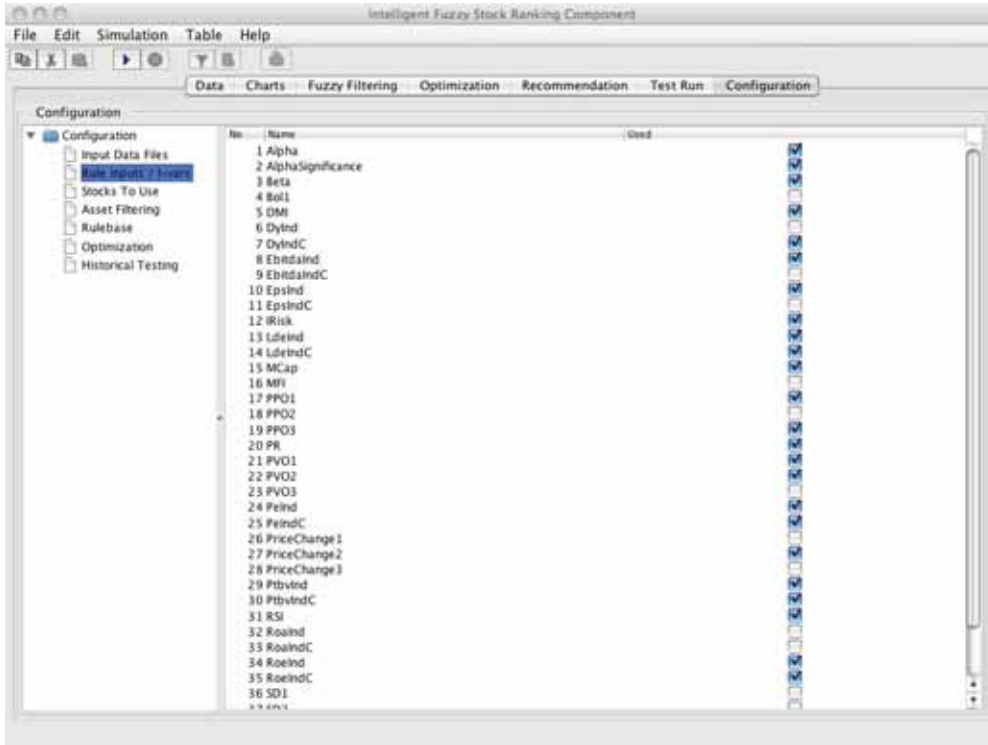 Intelligent Fuzzy Stock Ranking Component
File Edit Simulation Table Help
Data Charts Fuzzy Filtering Optimization Recommendation Test Run Configuration
Configuration
Configuration
Input Data Files
Rule Inputs /
Stocks To Use
Asset Filtering
Rulebase
Optimization
Historical Testing
No Name Used
1 Alpha
2 AlphaSignificance
3 Beta
4 Bol1
5 DMI
6 DyInd
7 DyIndC
8 EbitdaInd
9 EbitdaIndC
10 EpsInd
11 EpsIndC
12 IRisk
13 LdeInd
14 LdeIndC
15 MCap
16 MFI
17 PPO1
18 PPO2
19 PPO3
20 PR
21 PVO1
22 PVO2
23 PVO3
24 PeInd
25 PeIndC
26 PriceChange1
27 PriceChange2
28 PriceChange3
29 PtbvInd
30 PtbvIndC
31 RSI
32 RoaInd
33 RoaIndC
34 RoeInd
35 RoeIndC
36 SD1
37 SD2